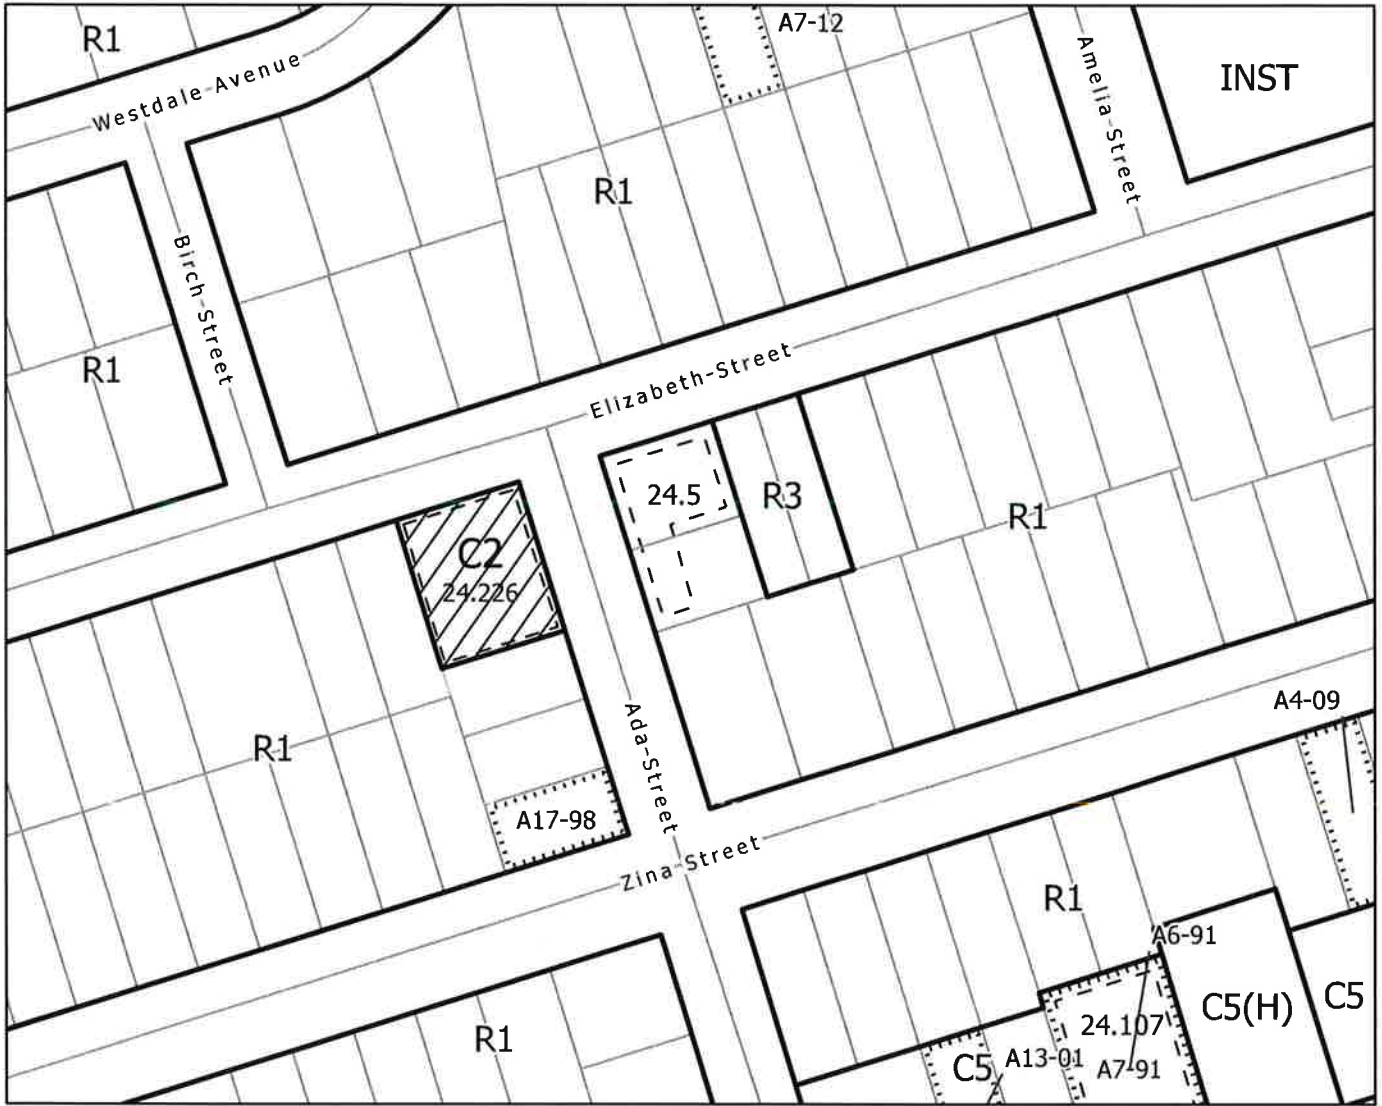 R1
A7-12
INST
Westdale-Avenue
Amelia-Street
R1
Birch-Street
R1
Elizabeth-Street
24.5
R3
R1
C2
24.226
R1
Ada-Street
A4-09
A17-98
Zina-Street
R1
A6-91
C5(H)
C5
24.107
R1
C5
A13-01
A7-91